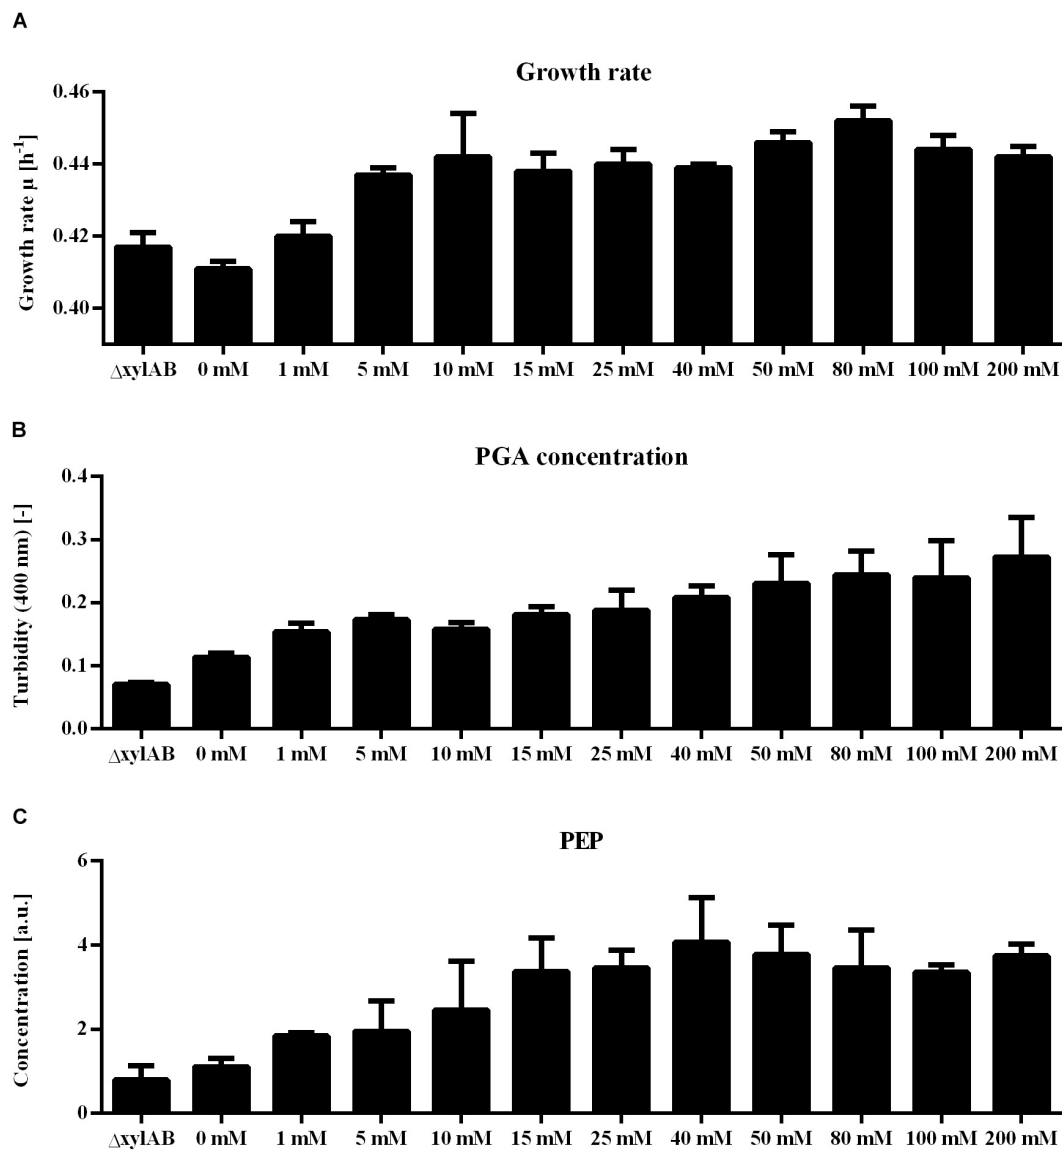 A
Growth rate
Growth rate µ [h⁻¹]
0.46
0.44
0.42
0.40
ΔxylAB 0 mM 1 mM 5 mM 10 mM 15 mM 25 mM 40 mM 50 mM 80 mM 100 mM 200 mM
B
PGA concentration
Turbidity (400 nm) [-]
0.4
0.3
0.2
0.1
0.0
ΔxylAB 0 mM 1 mM 5 mM 10 mM 15 mM 25 mM 40 mM 50 mM 80 mM 100 mM 200 mM
C
PEP
Concentration [a.u.]
6
4
2
0
ΔxylAB 0 mM 1 mM 5 mM 10 mM 15 mM 25 mM 40 mM 50 mM 80 mM 100 mM 200 mM